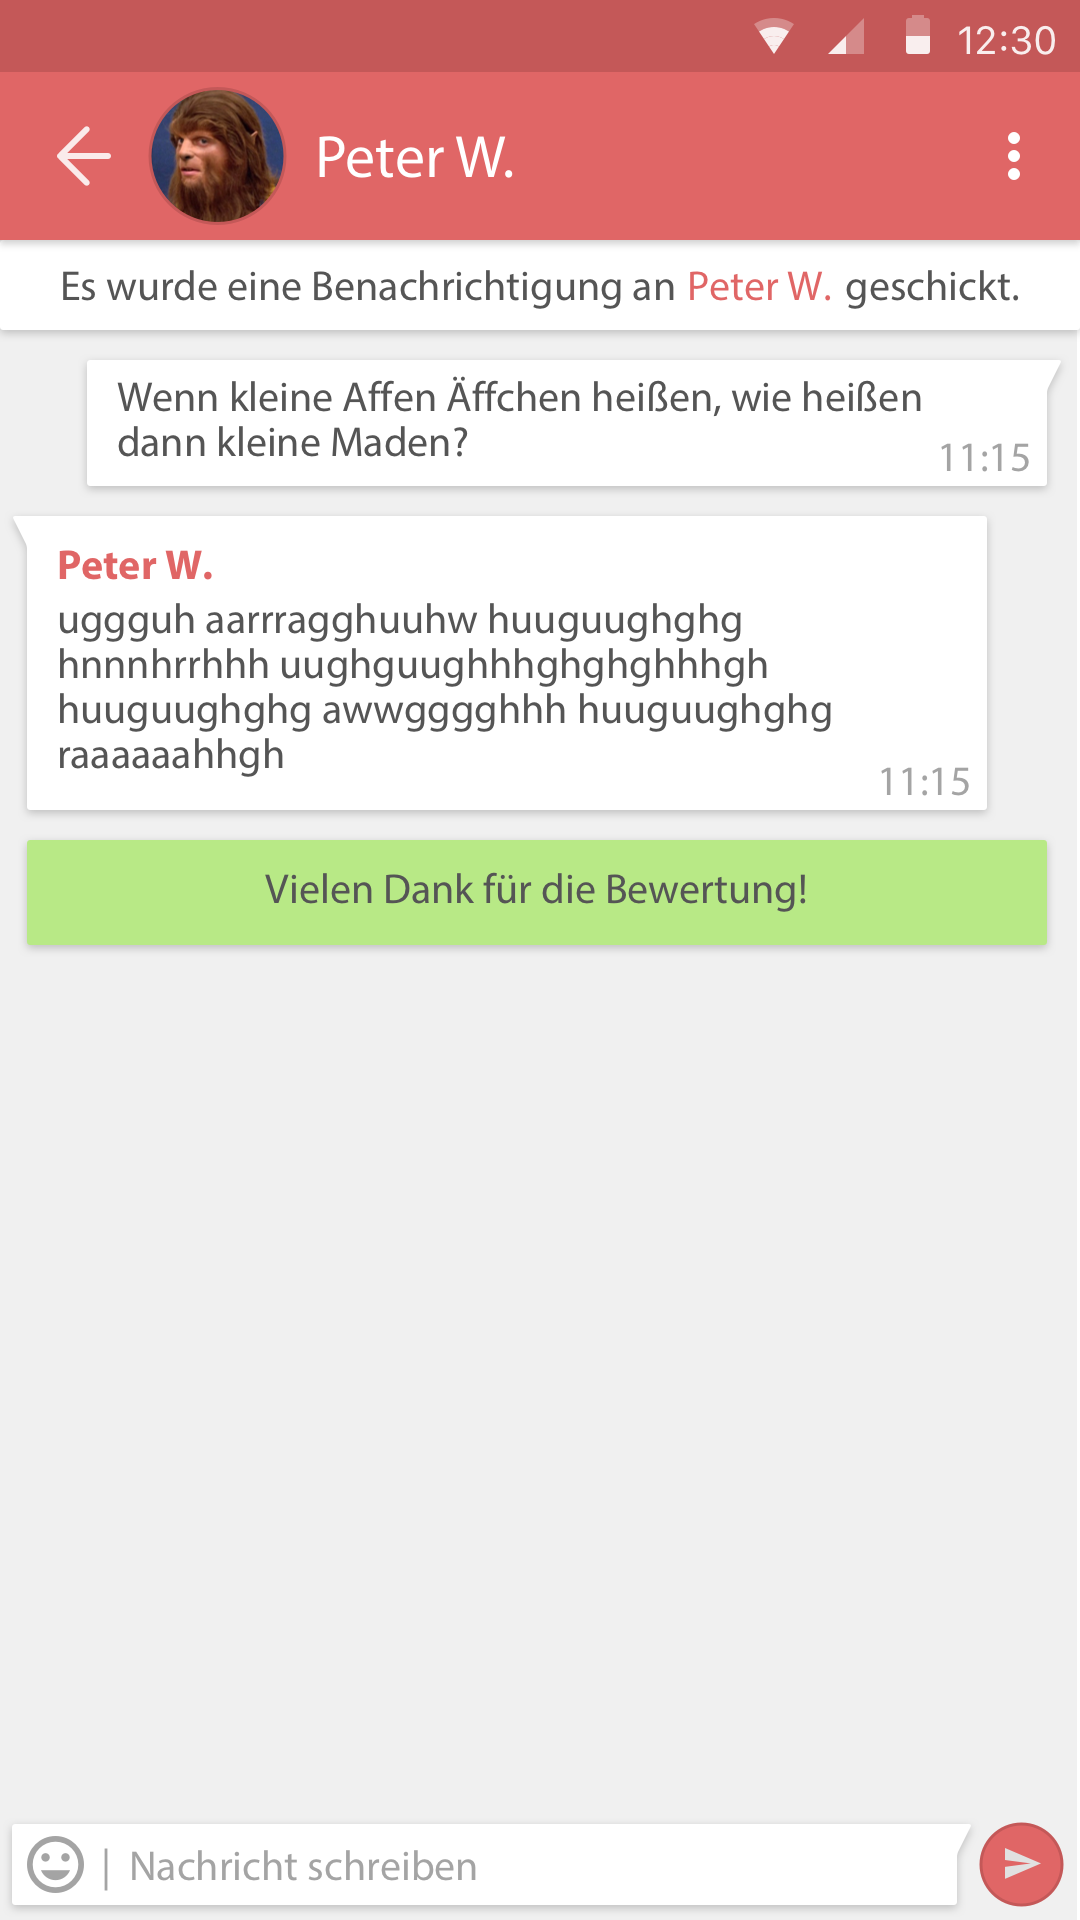 12:30
Peter W.
Es wurde eine Benachrichtigung an Peter W. geschickt.
Wenn kleine Affen Äffchen heißen, wie heißen
dann kleine Maden?
11:15
Peter W.
uggguh aarrragghuuhw huuguughghg
hnnnhrrhhh uughguughhhghghghhhgh
huuguughghg awwgggghhh huuguughghg
raaaaaahhgh
11:15
Vielen Dank für die Bewertung!
| Nachricht schreiben